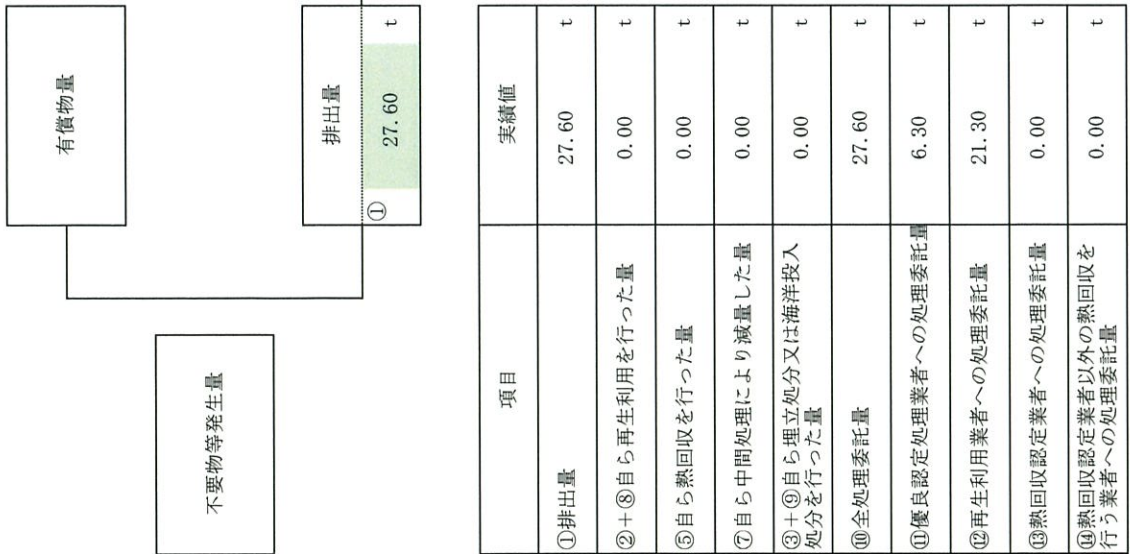 不要物等発生量
有償物量
排出量
① 27.60 t
項目 実績値
①排出量 27.60 t
②+⑧自ら再生利用を行った量 0.00 t
⑤自ら熱回収を行った量 0.00 t
⑦自ら中間処理により減量した量 0.00 t
③+⑨自ら埋立処分又は海洋投入
処分を行った量 0.00 t
⑩全処理委託量 27.60 t
⑪優良認定処理業者への処理委託量 6.30 t
⑫再生利用業者への処理委託量 21.30 t
⑬熱回収認定業者への処理委託量 0.00 t
⑭熱回収認定業者以外の熱回収を
行う業者への処理委託量 0.00 t